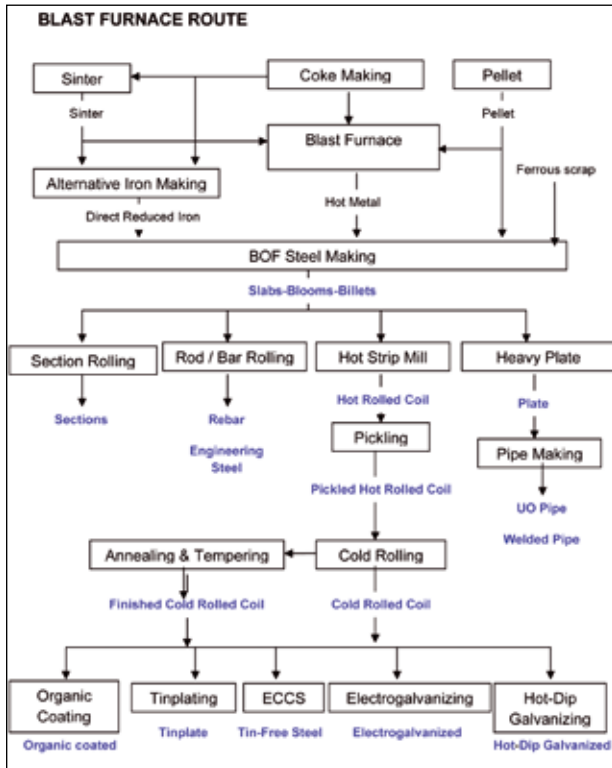 BLAST FURNACE ROUTE
Sinter
Coke Making
Pellet
Sinter
Pellet
Blast Furnace
Ferrous scrap
Alternative Iron Making
Hot Metal
Direct Reduced Iron
BOF Steel Making
Slabs-Blooms-Billets
Section Rolling
Rod / Bar Rolling
Hot Strip Mill
Heavy Plate
Sections
Rebar
Engineering
Steel
Hot Rolled Coil
Plate
Pickling
Pipe Making
Pickled Hot Rolled Coil
UO Pipe
Welded Pipe
Annealing & Tempering
Cold Rolling
Finished Cold Rolled Coil
Cold Rolled Coil
Organic
Coating
Tinplating
ECCS
Electrogalvanizing
Hot-Dip
Galvanizing
Organic coated
Tinplate
Tin-Free Steel
Electrogalvanized
Hot-Dip Galvanized